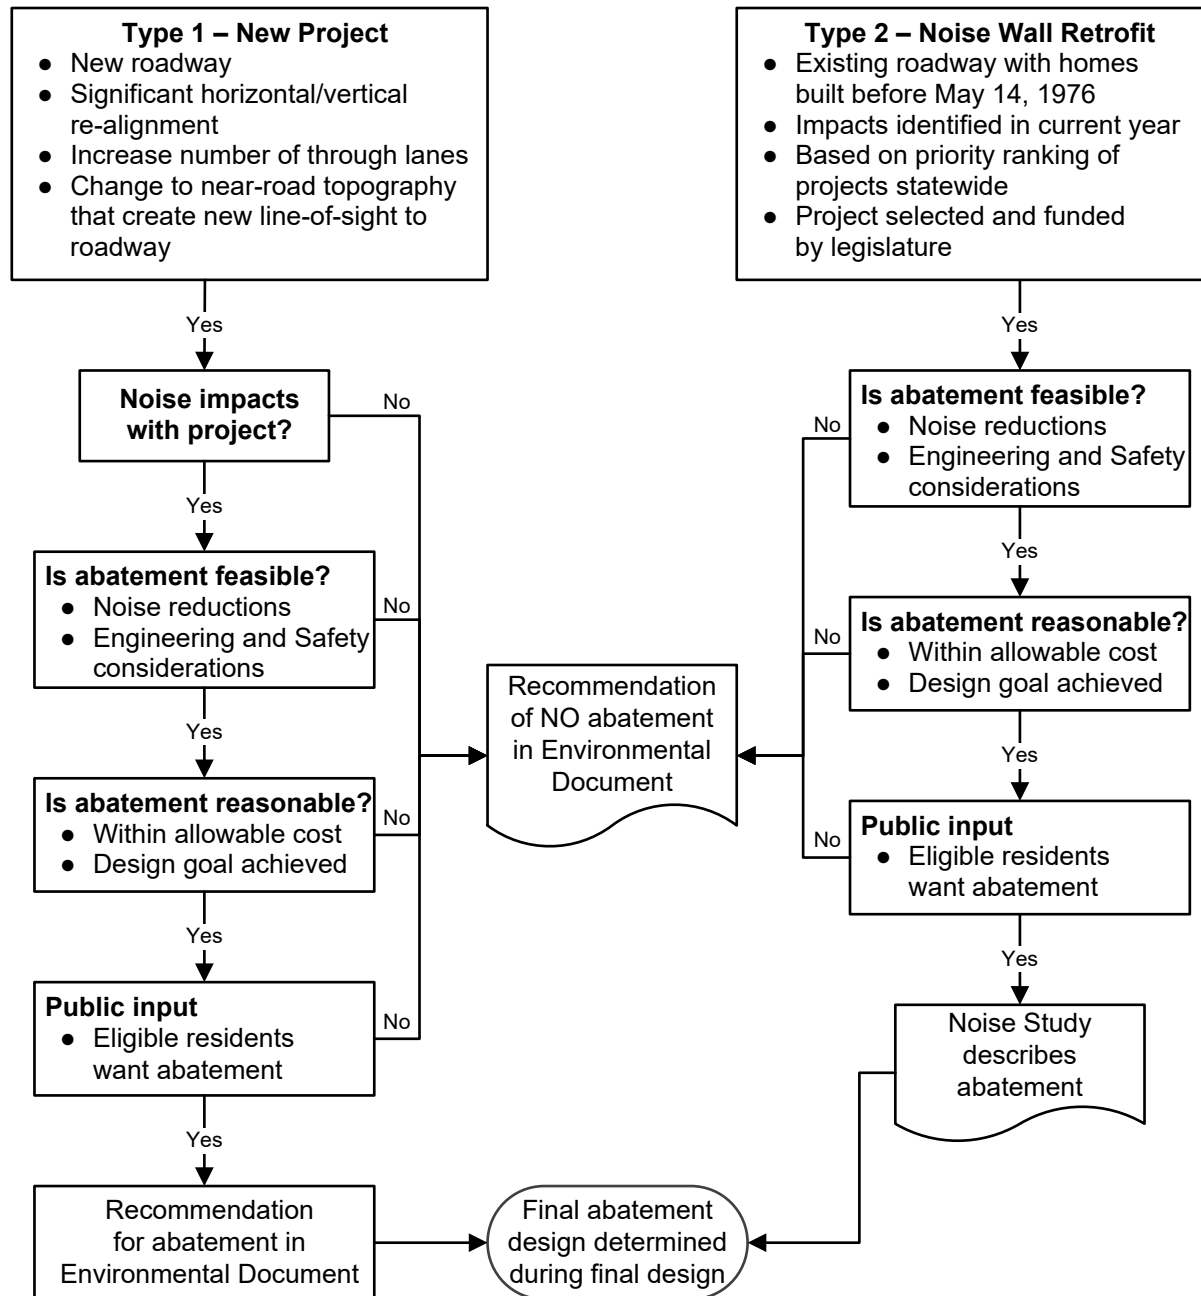 Type 1 – New Project
● New roadway
● Significant horizontal/vertical
re-alignment
● Increase number of through lanes
● Change to near-road topography
that create new line-of-sight to
roadway
Yes
Noise impacts
with project?
No
Yes
Is abatement feasible?
● Noise reductions
● Engineering and Safety
considerations
No
Yes
Is abatement reasonable?
● Within allowable cost
● Design goal achieved
No
Yes
Public input
● Eligible residents
want abatement
No
Yes
Recommendation
for abatement in
Environmental Document
Recommendation
of NO abatement
in Environmental
Document
Final abatement
design determined
during final design
Type 2 – Noise Wall Retrofit
● Existing roadway with homes
built before May 14, 1976
● Impacts identified in current year
● Based on priority ranking of
projects statewide
● Project selected and funded
by legislature
Yes
Is abatement feasible?
● Noise reductions
● Engineering and Safety
considerations
No
Yes
Is abatement reasonable?
● Within allowable cost
● Design goal achieved
No
Yes
Public input
● Eligible residents
want abatement
No
Yes
Noise Study
describes
abatement